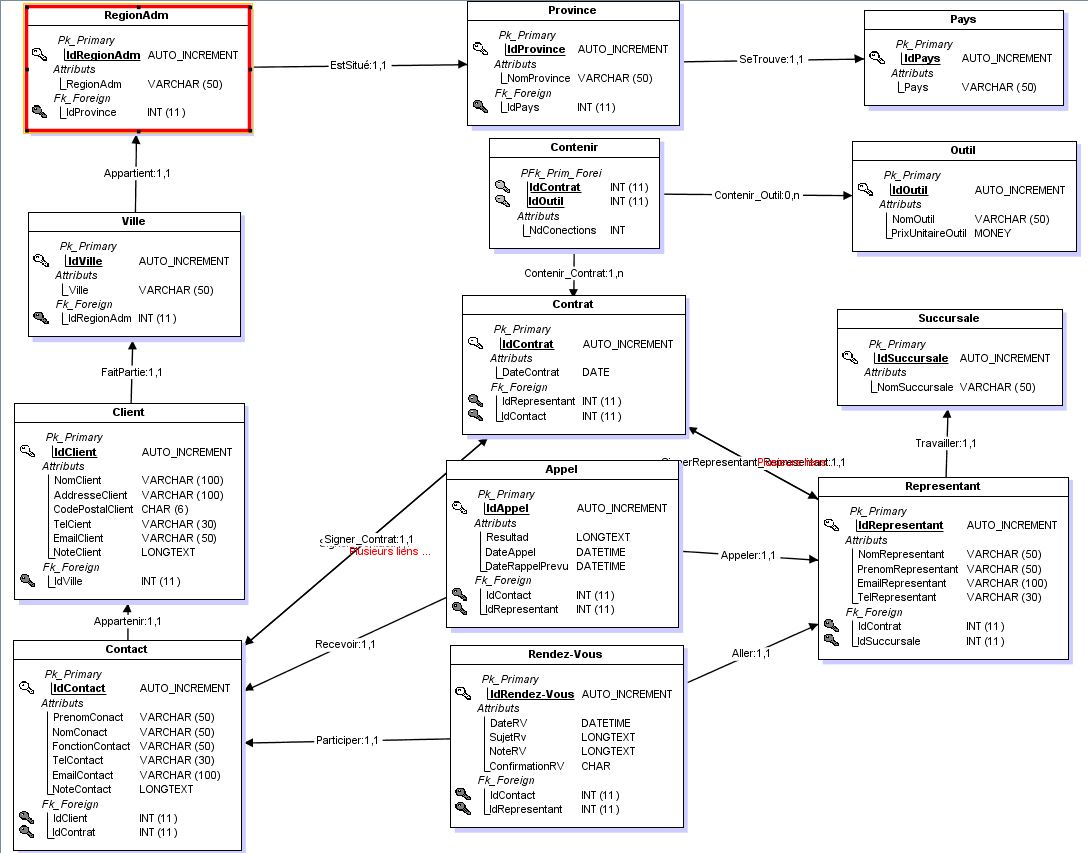 RegionAdm
Pk_Primary
IdRegionAdm AUTO_INCREMENT
Attributs
RegionAdm VARCHAR (50)
Fk_Foreign
IdProvince INT (11)
EstSitué:1,1
Province
Pk_Primary
IdProvince AUTO_INCREMENT
Attributs
NomProvince VARCHAR (50)
Fk_Foreign
IdPays INT (11)
SeTrouve:1,1
Pays
Pk_Primary
IdPays AUTO_INCREMENT
Attributs
Pays VARCHAR (50)
Appartient:1,1
Contenir
PFk_Prim_Forei
IdContrat INT (11)
IdOutil INT (11)
Attributs
NdConections INT
Contenir_Outil:0,n
Outil
Pk_Primary
IdOutil AUTO_INCREMENT
Attributs
NomOutil VARCHAR (50)
PrixUnitaireOutil MONEY
Ville
Pk_Primary
IdVille AUTO_INCREMENT
Attributs
Ville VARCHAR (50)
Fk_Foreign
IdRegionAdm INT (11)
Contenir_Contrat:1,n
Contrat
Pk_Primary
IdContrat AUTO_INCREMENT
Attributs
DateContrat DATE
Fk_Foreign
IdRepresentant INT (11)
IdContact INT (11)
Succursale
Pk_Primary
IdSuccursale AUTO_INCREMENT
Attributs
NomSuccursale VARCHAR (50)
FaitPartie:1,1
Travailler:1,1
Client
Pk_Primary
IdClient AUTO_INCREMENT
Attributs
NomClient VARCHAR (100)
AddresseClient VARCHAR (100)
CodePostalClient CHAR (6)
TelCient VARCHAR (30)
EmailClient VARCHAR (50)
NoteClient LONGTEXT
Fk_Foreign
IdVille INT (11)
Signer_Contrat:1,1
Plusieurs liens ...
Appel
Pk_Primary
IdAppel AUTO_INCREMENT
Attributs
Resultad LONGTEXT
DateAppel DATETIME
DateRappelPrevu DATETIME
Fk_Foreign
IdContact INT (11)
IdRepresentant INT (11)
Appeler:1,1
Representant
Pk_Primary
IdRepresentant AUTO_INCREMENT
Attributs
NomRepresentant VARCHAR (50)
PrenomRepresentant VARCHAR (50)
EmailRepresentant VARCHAR (100)
TelRepresentant VARCHAR (30)
Fk_Foreign
IdContrat INT (11)
IdSuccursale INT (11)
Appartenir:1,1
Recevoir:1,1
Aller:1,1
Contact
Pk_Primary
IdContact AUTO_INCREMENT
Attributs
PrenomConact VARCHAR (50)
NomConact VARCHAR (50)
FonctionContact VARCHAR (50)
TelContact VARCHAR (30)
EmailContact VARCHAR (100)
NoteContact LONGTEXT
Fk_Foreign
IdClient INT (11)
IdContrat INT (11)
Participer:1,1
Rendez-Vous
Pk_Primary
IdRendez-Vous AUTO_INCREMENT
Attributs
DateRV DATETIME
SujetRv LONGTEXT
NoteRV LONGTEXT
ConfirmationRV CHAR
Fk_Foreign
IdContact INT (11)
IdRepresentant INT (11)